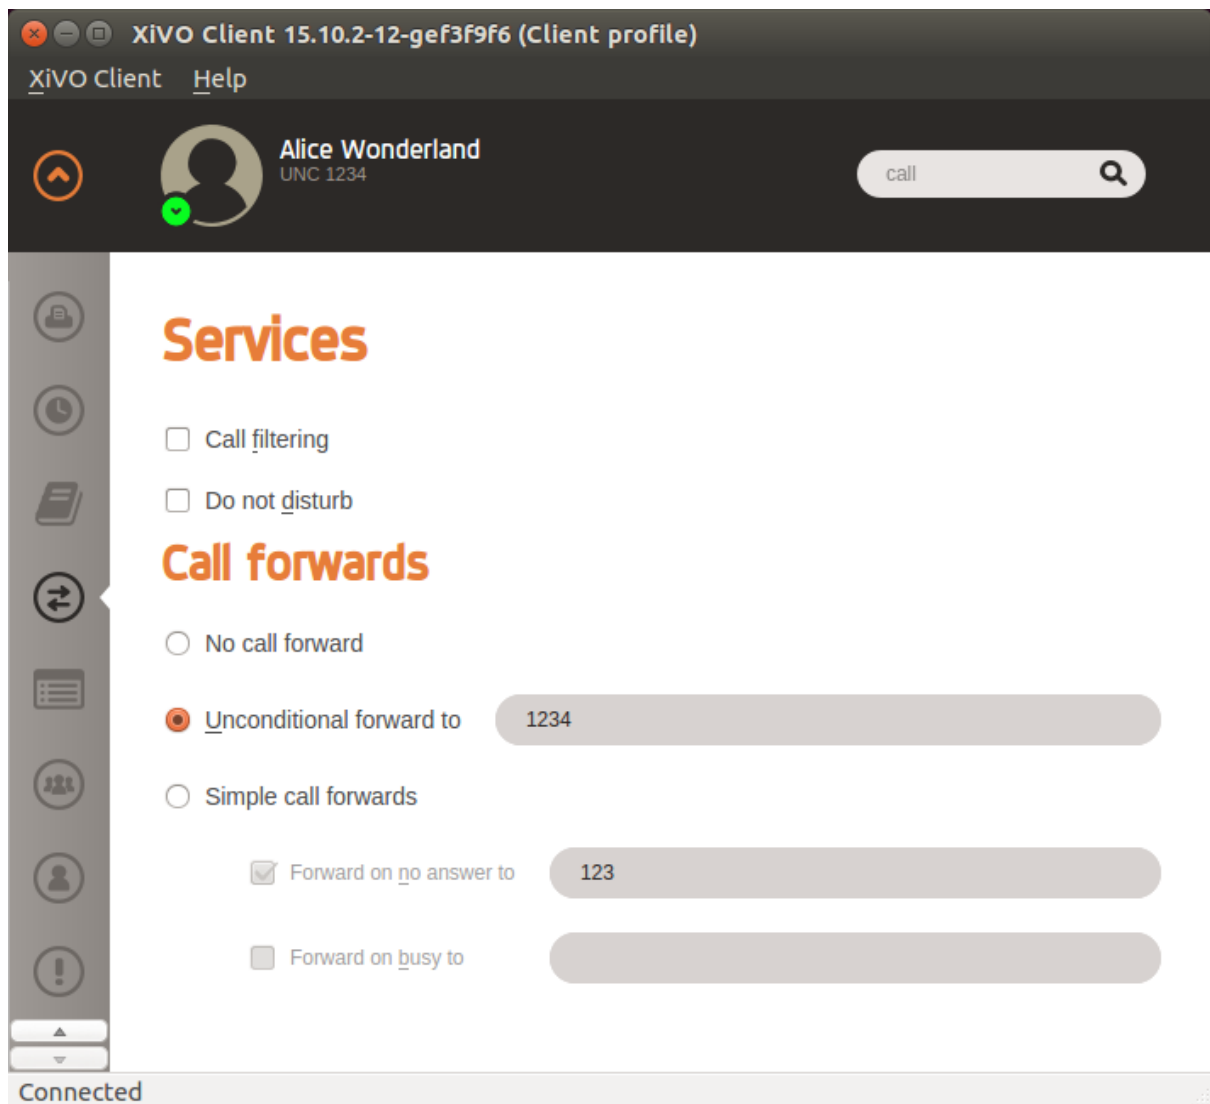 XiVO Client 15.10.2-12-gef3f9f6 (Client profile)
XiVO Client Help
Alice Wonderland
UNC 1234
call
Services
Call filtering
Do not disturb
Call forwards
No call forward
Unconditional forward to 1234
Simple call forwards
Forward on no answer to 123
Forward on busy to
Connected